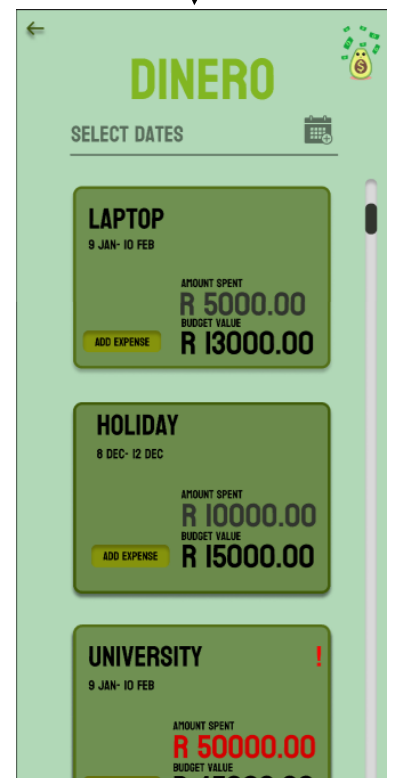 DINERO
SELECT DATES
LAPTOP
9 JAN- 10 FEB
AMOUNT SPENT
R 5000.00
BUDGET VALUE
ADD EXPENSE
R 13000.00
HOLIDAY
8 DEC- 12 DEC
AMOUNT SPENT
R 10000.00
BUDGET VALUE
ADD EXPENSE
R 15000.00
UNIVERSITY !
9 JAN- 10 FEB
AMOUNT SPENT
R 50000.00
BUDGET VALUE